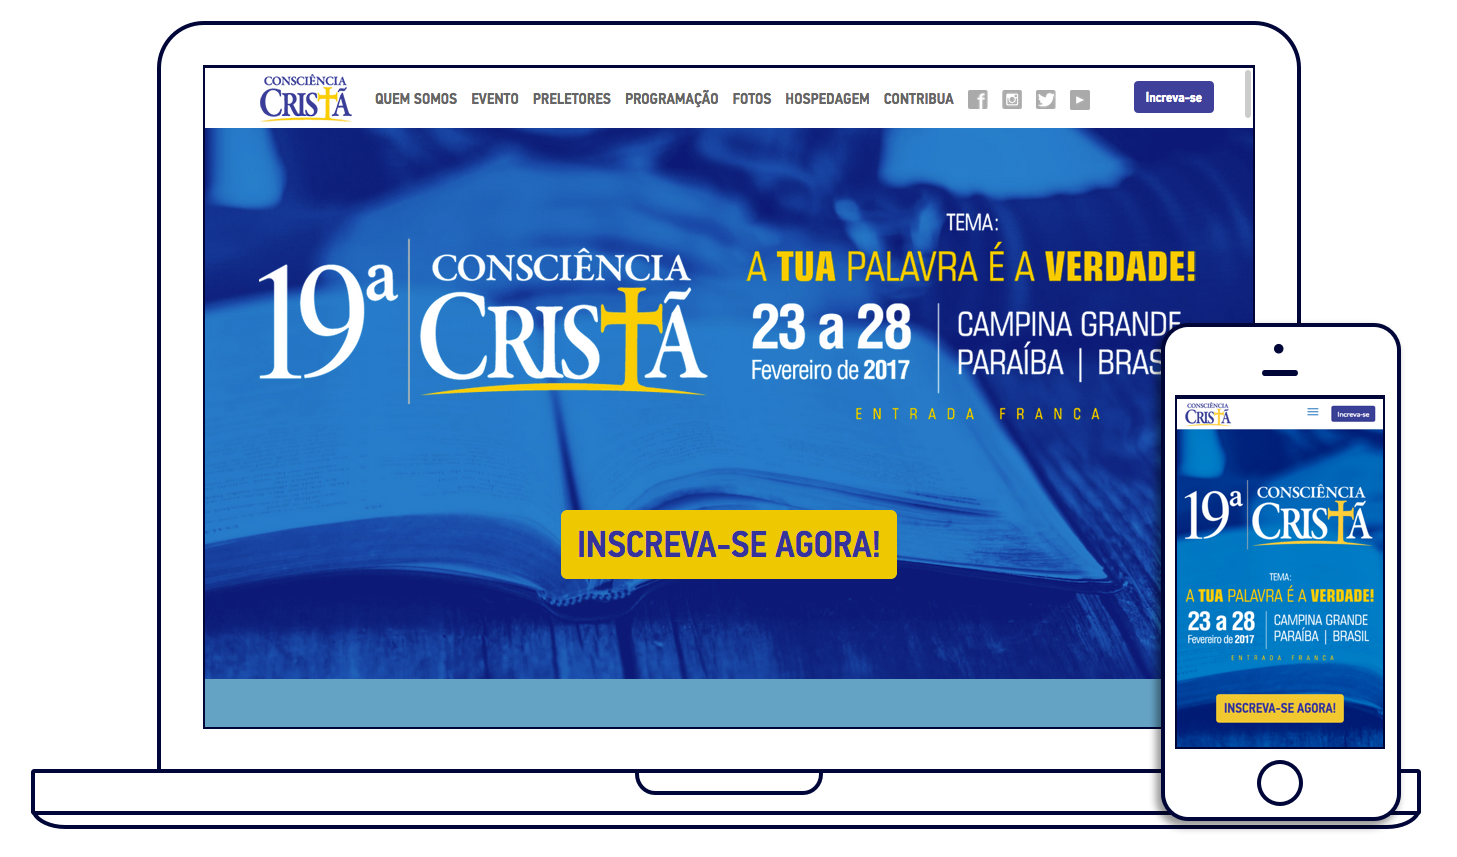 CONSCIÊNCIA
CRISTÃ
QUEM SOMOS EVENTO PRELETORES PROGRAMAÇÃO FOTOS HOSPEDAGEM CONTRIBUA
Increva-se
19ª
CONSCIÊNCIA
CRISTÃ
TEMA:
A TUA PALAVRA É A VERDADE!
23 a 28
Fevereiro de 2017
CAMPINA GRANDE
PARAÍBA | BRAS
ENTRADA FRANCA
INSCREVA-SE AGORA!
CONSCIÊNCIA
CRISTÃ
Increva-se
19ª
CONSCIÊNCIA
CRISTÃ
TEMA:
A TUA PALAVRA É A VERDADE!
23 a 28
Fevereiro de 2017
CAMPINA GRANDE
PARAÍBA | BRASIL
ENTRADA FRANCA
INSCREVA-SE AGORA!